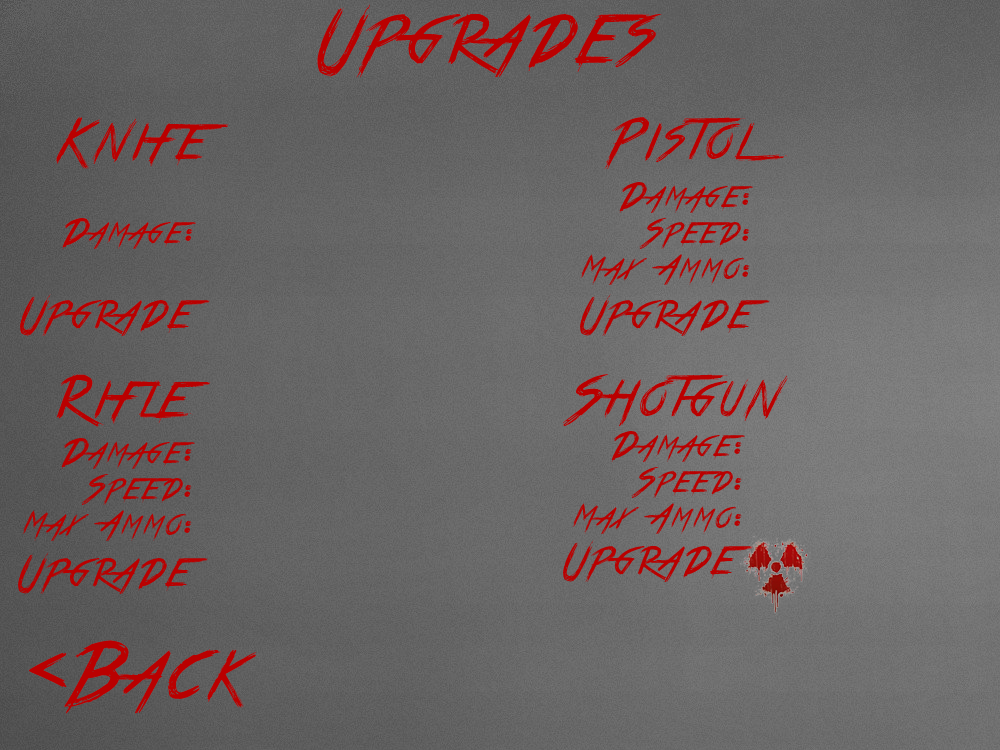 Upgrades
Knife
Damage:
Upgrade
Pistol
Damage:
Speed:
Max Ammo:
Upgrade
Rifle
Damage:
Speed:
Max Ammo:
Upgrade
Shotgun
Damage:
Speed:
Max Ammo:
Upgrade
<Back